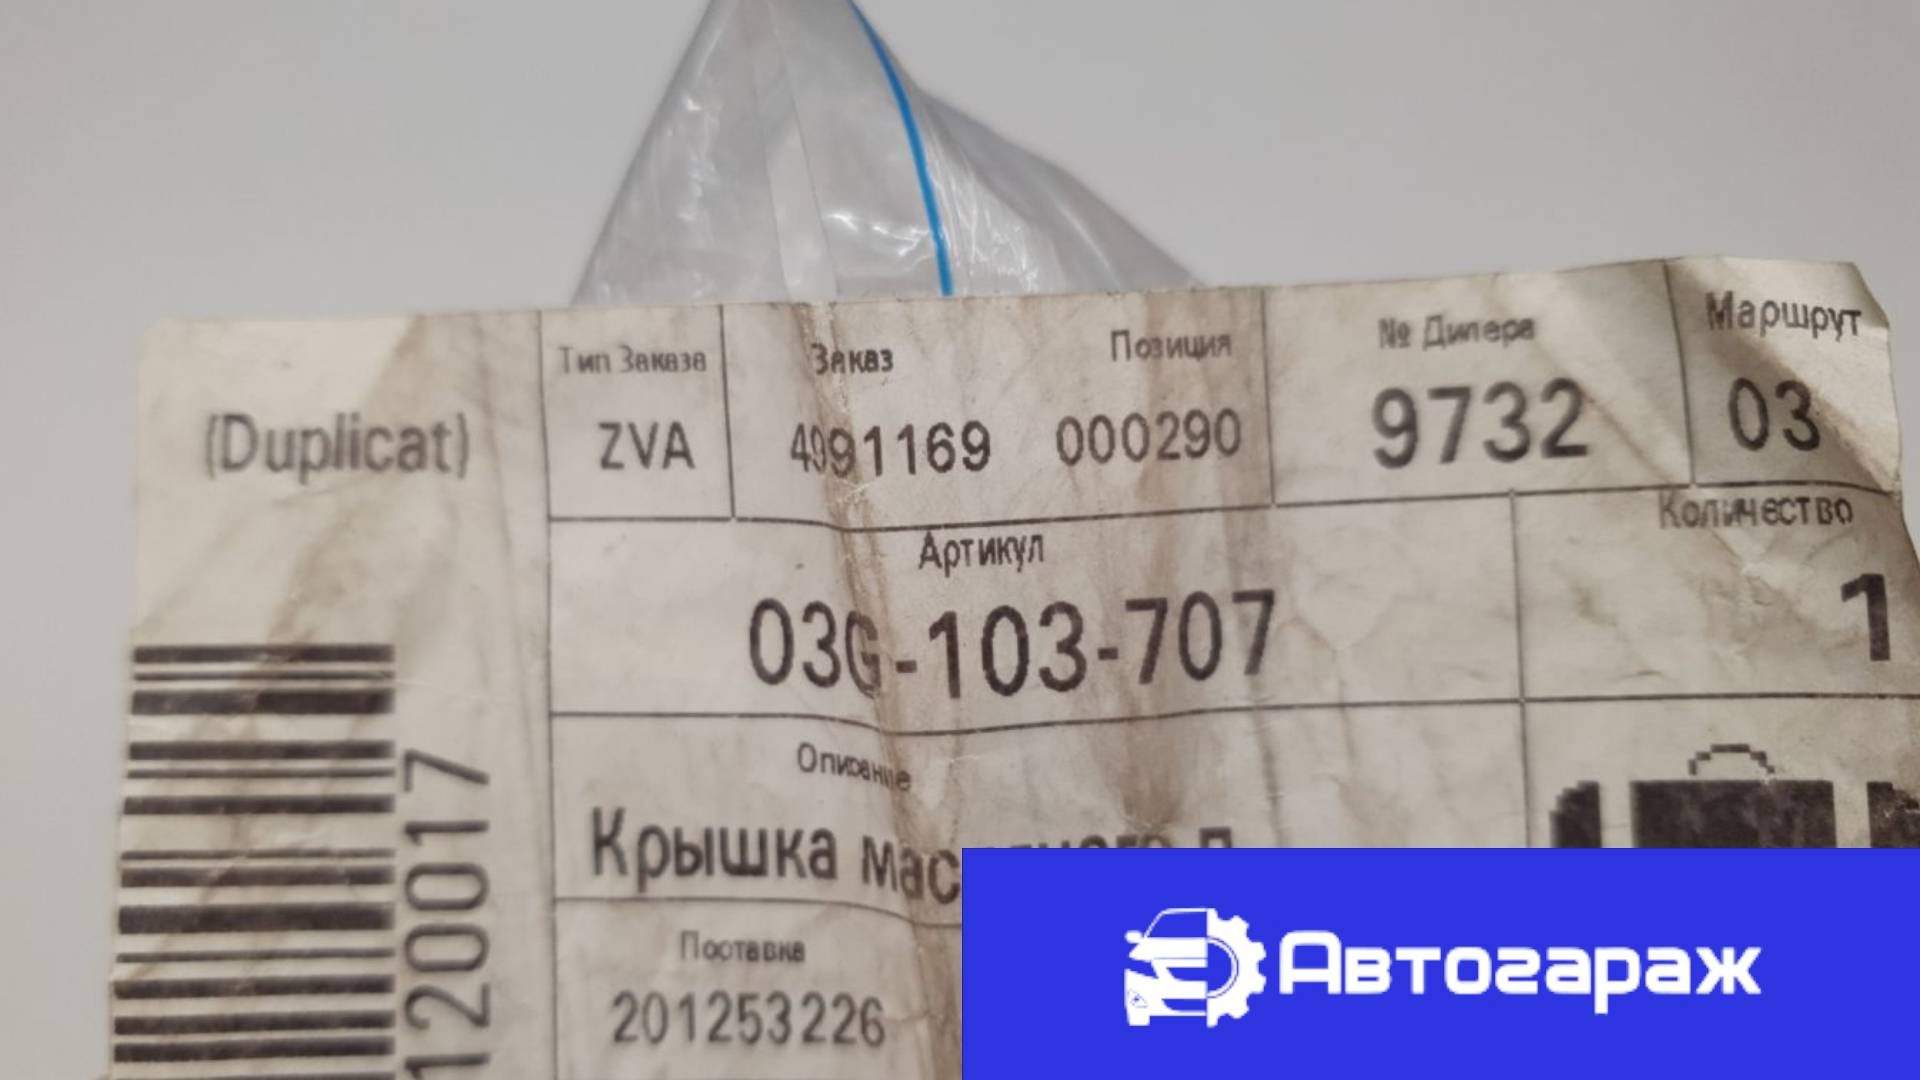 (Duplicat)
Тип Заказа
ZVA
Заказ
4991169
Позиция
000290
№ Дилера
9732
Маршрут
03
Артикул
03G-103-707
Количество
1
Описание
Крышка
Поставка
201253226
120017
Автогараж